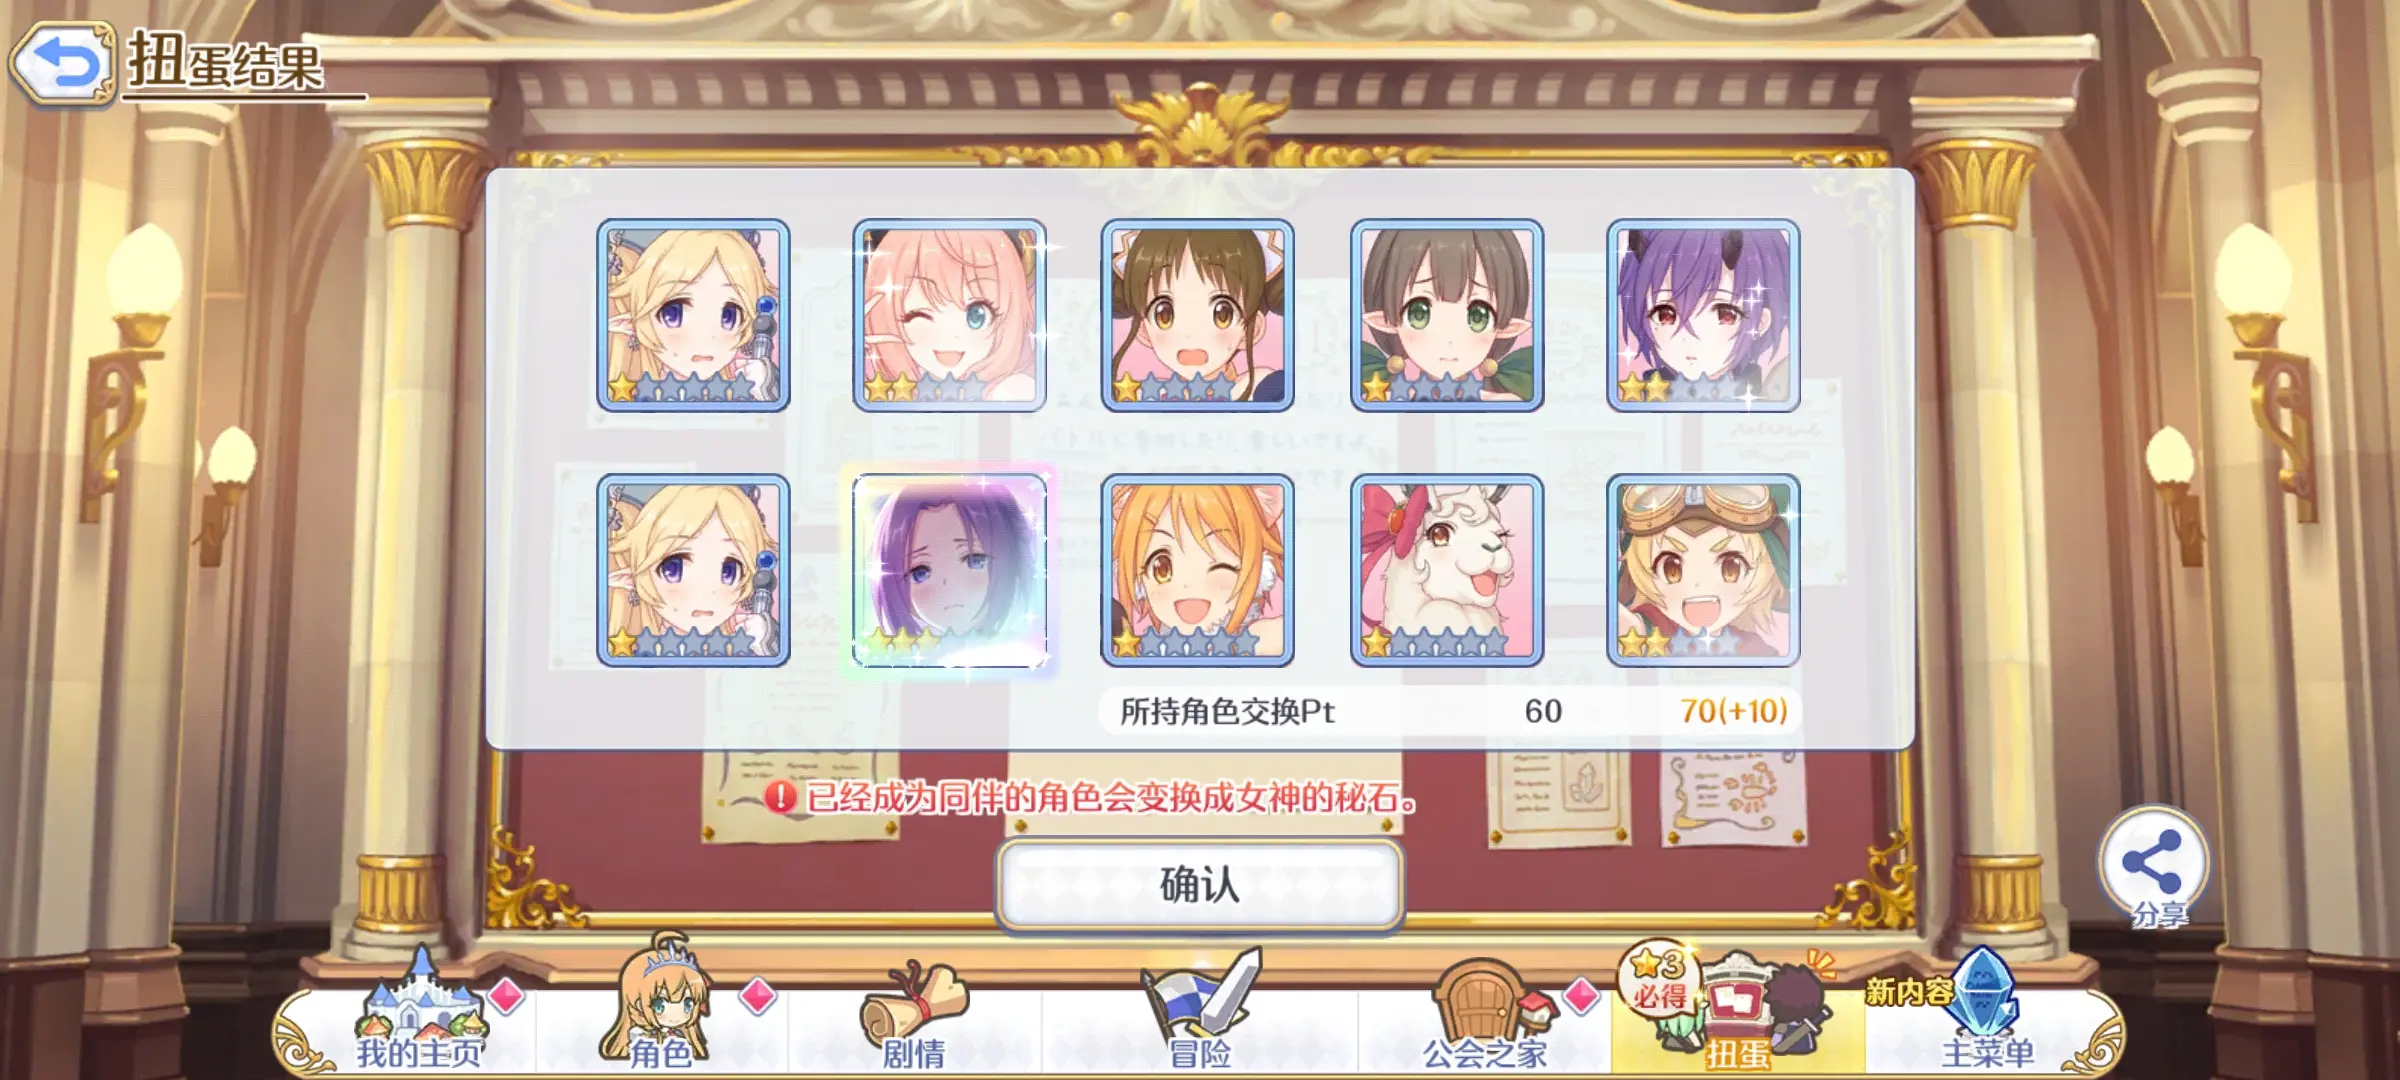 扭蛋结果
所持角色交换Pt 60 70(+10)
已经成为同伴的角色会变换成女神的秘石。
确认
分享
3
必得
新内容
我的主页
角色
剧情
冒险
公会之家
扭蛋
主菜单